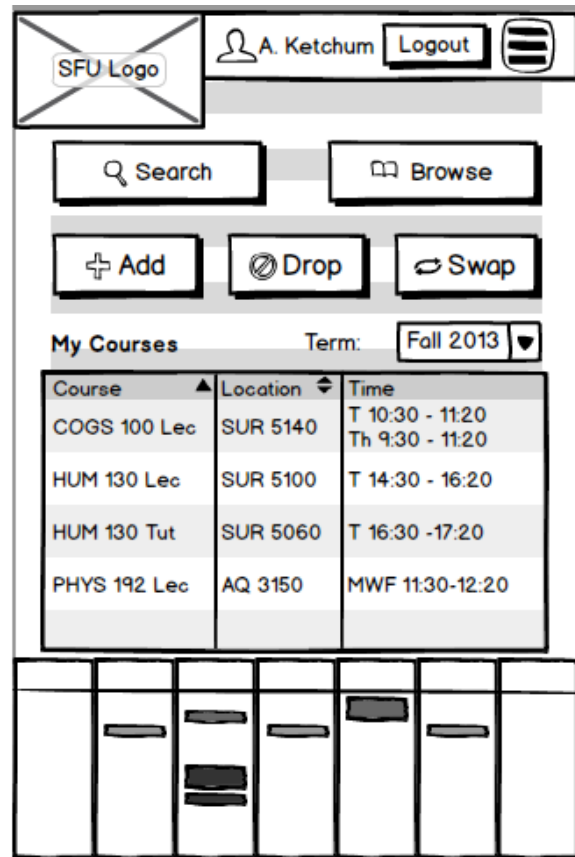 SFU Logo
A. Ketchum Logout
Search Browse
Add Drop Swap
My Courses Term: Fall 2013
Course Location Time
COGS 100 Lec SUR 5140 T 10:30 - 11:20
Th 9:30 - 11:20
HUM 130 Lec SUR 5100 T 14:30 - 16:20
HUM 130 Tut SUR 5060 T 16:30 -17:20
PHYS 192 Lec AQ 3150 MWF 11:30-12:20